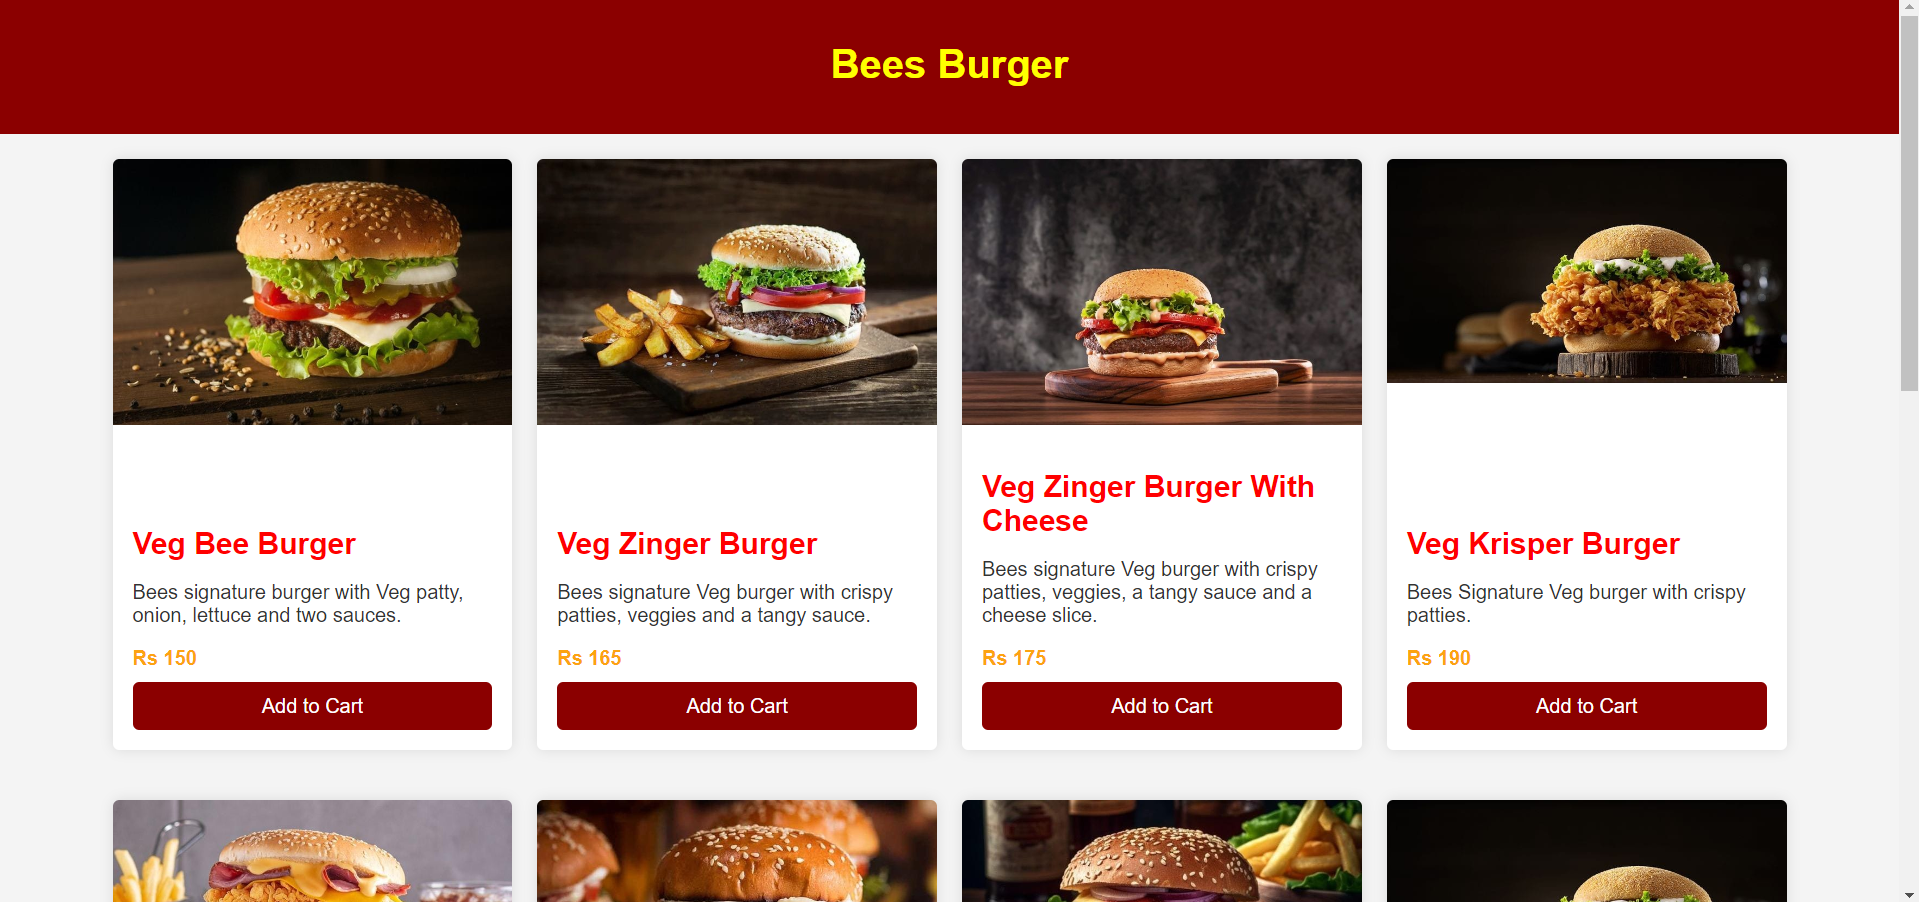 Bees Burger
Veg Bee Burger
Bees signature burger with Veg patty,
onion, lettuce and two sauces.
Rs 150
Add to Cart
Veg Zinger Burger
Bees signature Veg burger with crispy
patties, veggies and a tangy sauce.
Rs 165
Add to Cart
Veg Zinger Burger With
Cheese
Bees signature Veg burger with crispy
patties, veggies, a tangy sauce and a
cheese slice.
Rs 175
Add to Cart
Veg Krisper Burger
Bees Signature Veg burger with crispy
patties.
Rs 190
Add to Cart